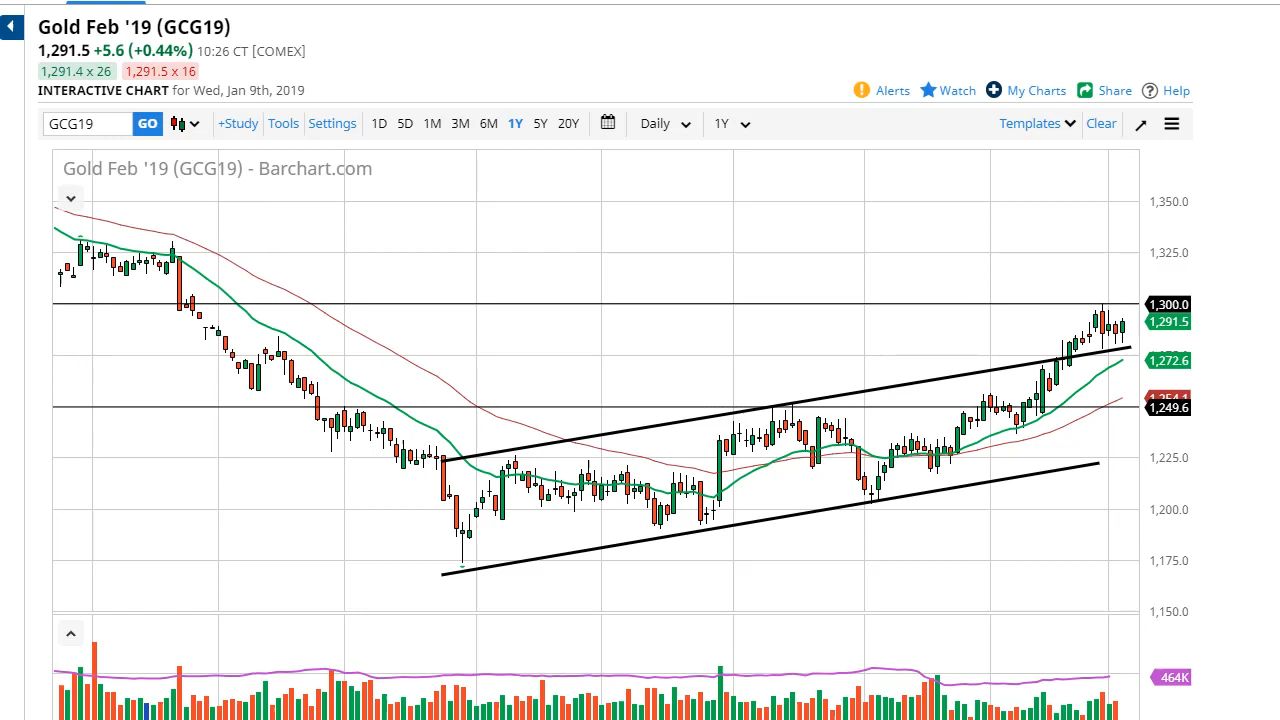 Gold Feb '19 (GCG19)
1,291.5 +5.6 (+0.44%) 10:26 CT [COMEX]
1,291.4 x 26 1,291.5 x 16
INTERACTIVE CHART for Wed, Jan 9th, 2019
Alerts Watch My Charts Share Help
GCG19 GO +Study Tools Settings 1D 5D 1M 3M 6M 1Y 5Y 20Y Daily 1Y Templates Clear
Gold Feb '19 (GCG19) - Barchart.com
1,350.0
1,325.0
1,300.0
1,291.5
1,272.6
1,249.6
1,225.0
1,200.0
1,175.0
1,150.0
464K